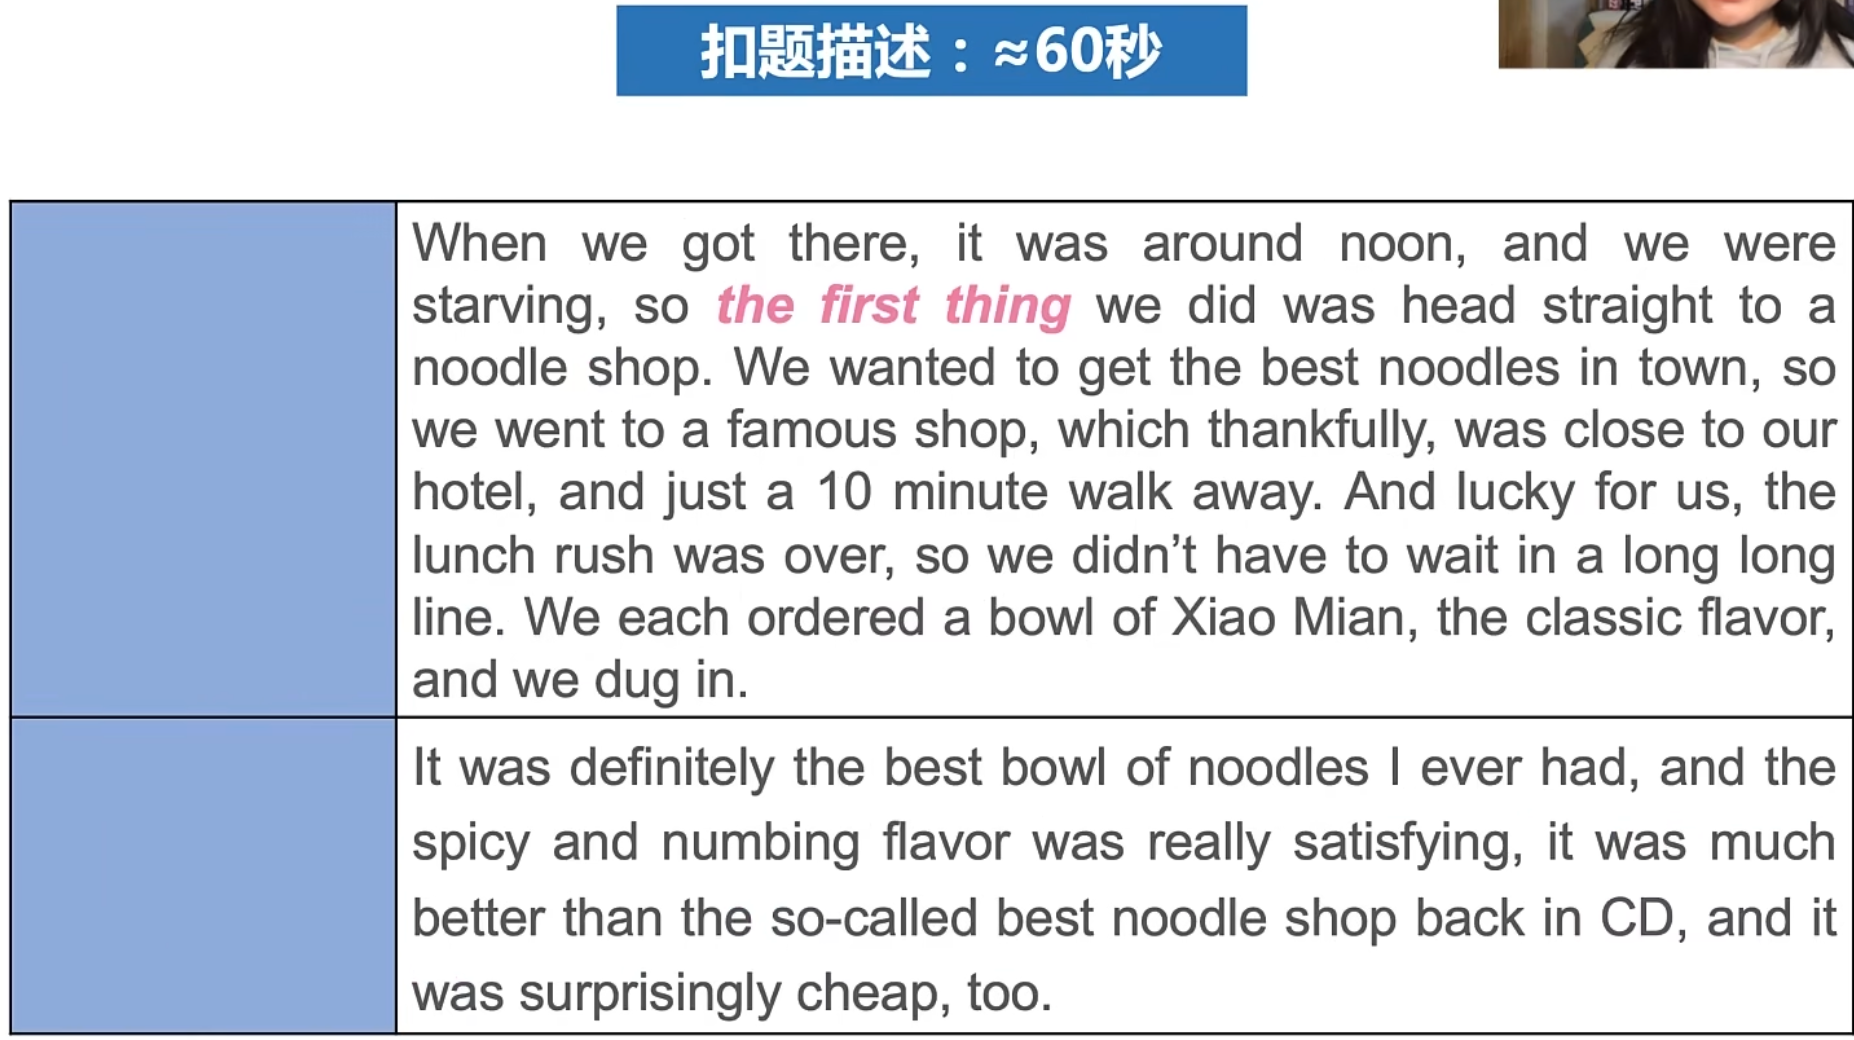 扣题描述：≈60秒
When we got there, it was around noon, and we were
starving, so the first thing we did was head straight to a
noodle shop. We wanted to get the best noodles in town, so
we went to a famous shop, which thankfully, was close to our
hotel, and just a 10 minute walk away. And lucky for us, the
lunch rush was over, so we didn’t have to wait in a long long
line. We each ordered a bowl of Xiao Mian, the classic flavor,
and we dug in.
It was definitely the best bowl of noodles I ever had, and the
spicy and numbing flavor was really satisfying, it was much
better than the so-called best noodle shop back in CD, and it
was surprisingly cheap, too.